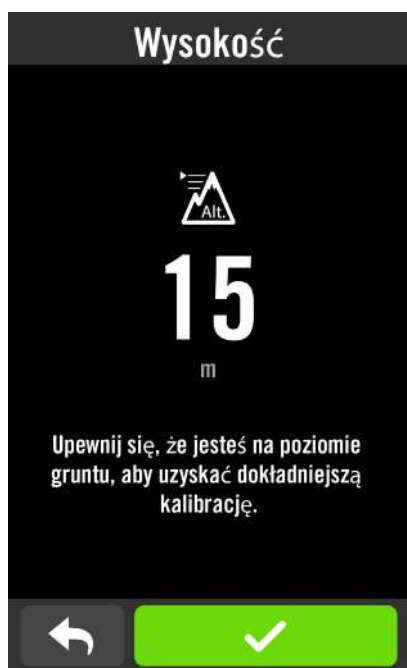 Wysokość
Alt.
15
m
Upewnij się, że jesteś na poziomie
gruntu, aby uzyskać dokładniejszą
kalibrację.